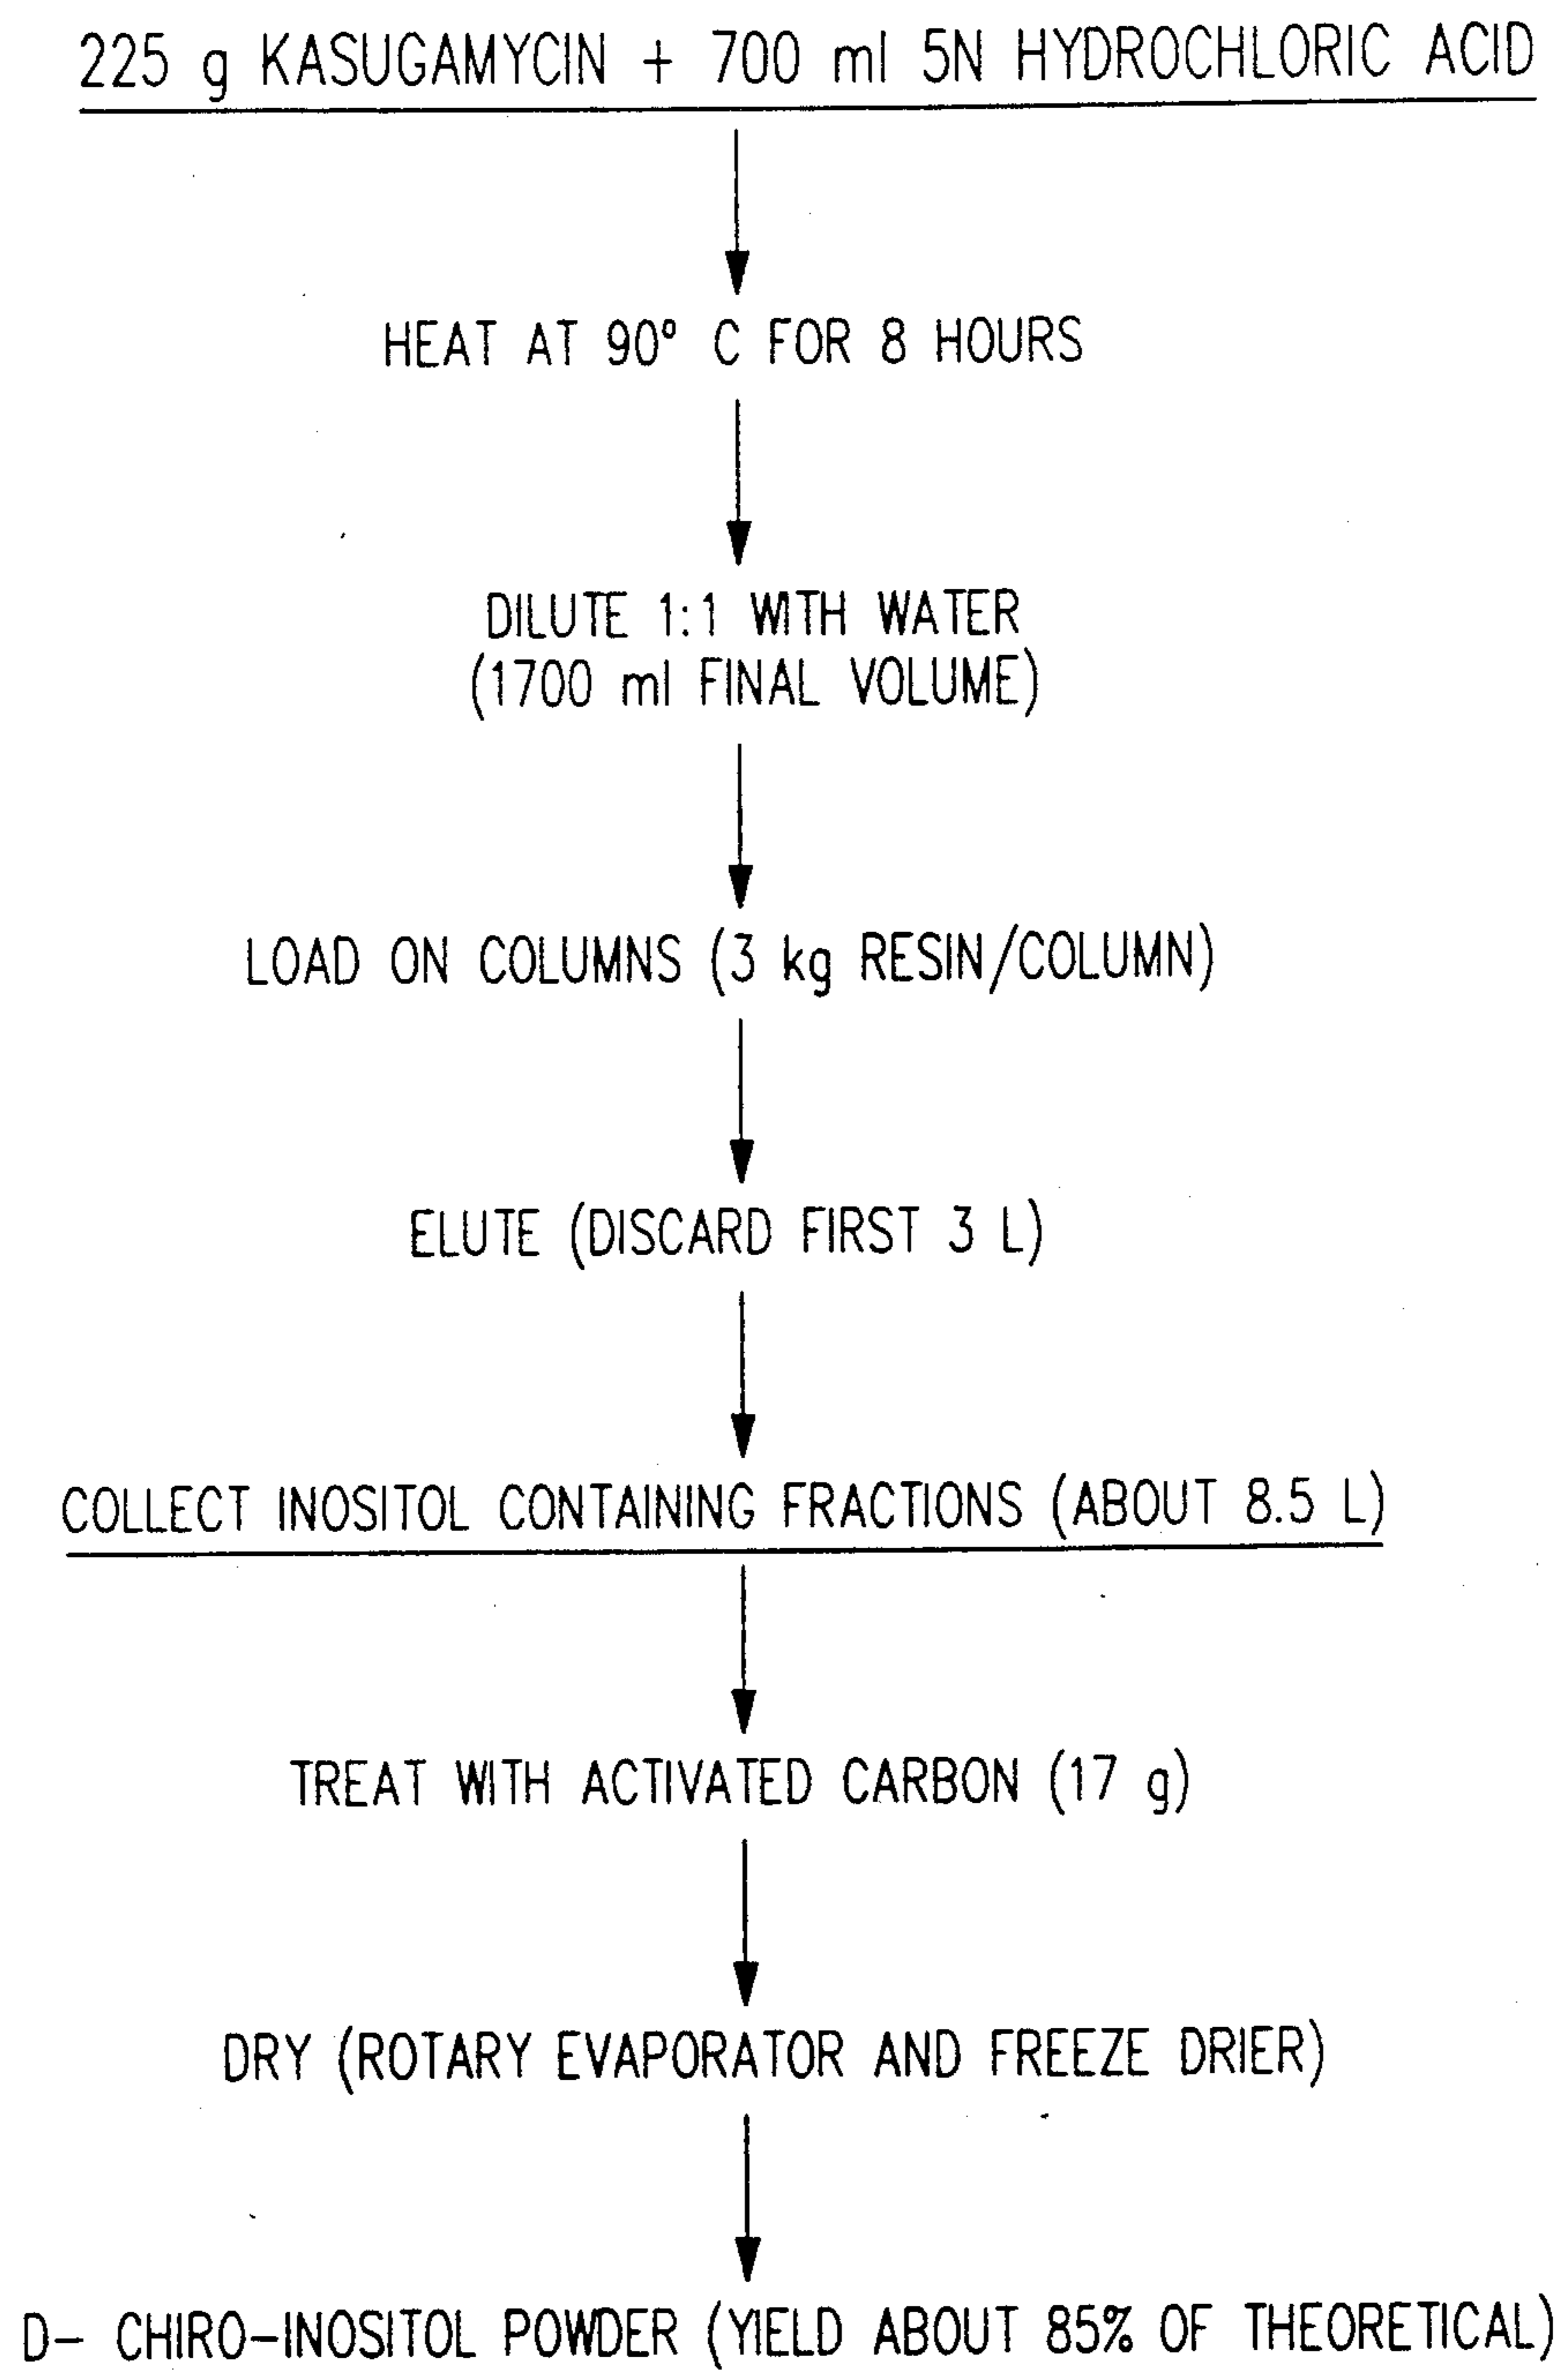 225 g KASUGAMYCIN + 700 ml 5N HYDROCHLORIC ACID
HEAT AT 90° C FOR 8 HOURS
DILUTE 1:1 WITH WATER
(1700 ml FINAL VOLUME)
LOAD ON COLUMNS (3 kg RESIN/COLUMN)
ELUTE (DISCARD FIRST 3 L)
COLLECT INOSITOL CONTAINING FRACTIONS (ABOUT 8.5 L)
TREAT WITH ACTIVATED CARBON (17 g)
DRY (ROTARY EVAPORATOR AND FREEZE DRIER)
D- CHIRO-INOSITOL POWDER (YIELD ABOUT 85% OF THEORETICAL)